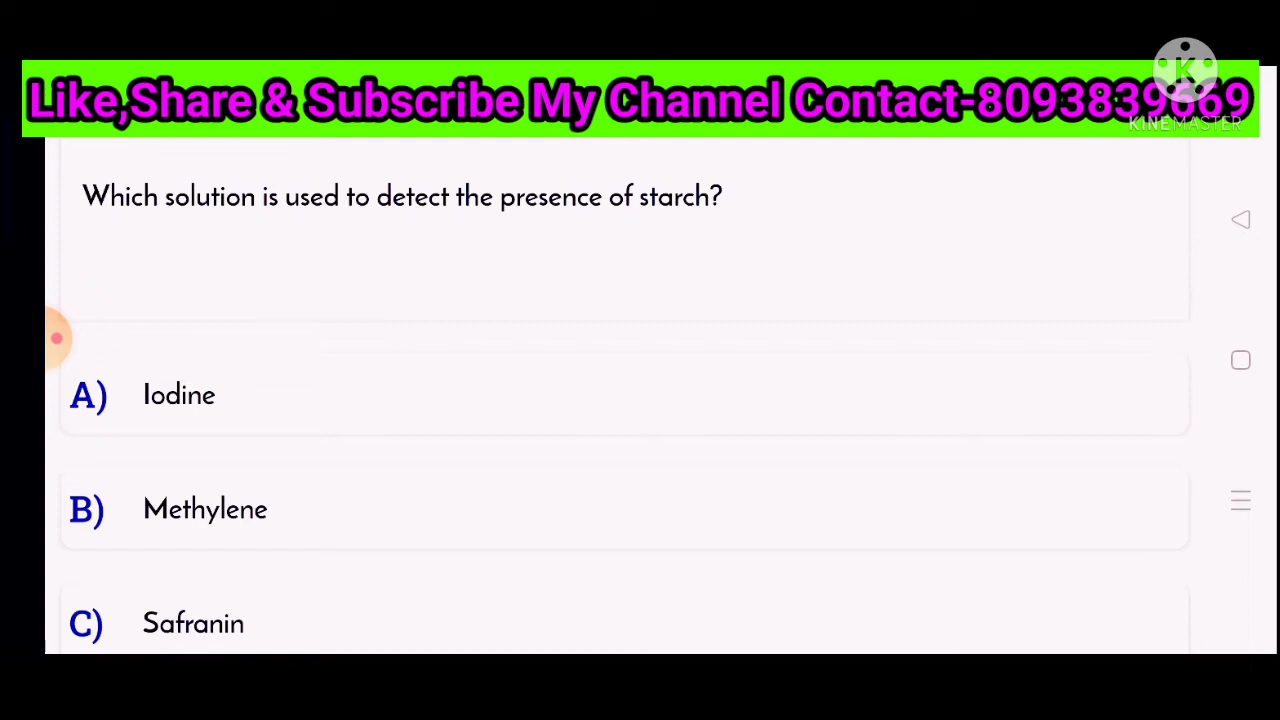 Like,Share & Subscribe My Channel Contact-8093839669
KINEMASTER
Which solution is used to detect the presence of starch?
A) Iodine
B) Methylene
C) Safranin